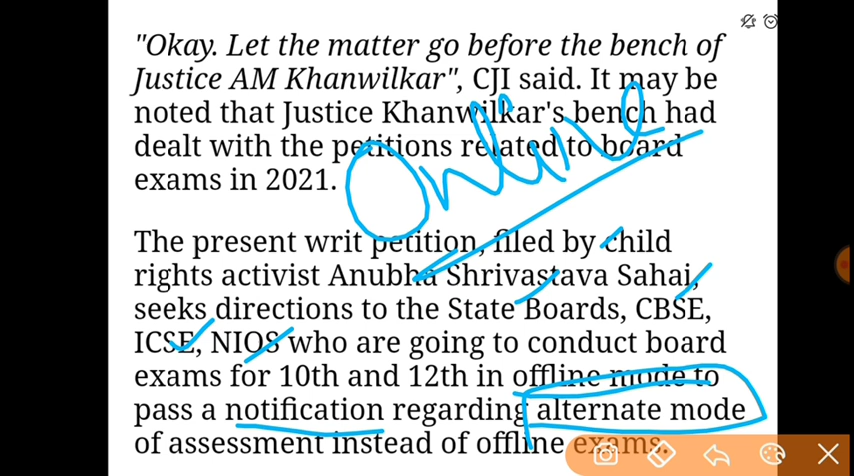 "Okay. Let the matter go before the bench of
Justice AM Khanwilkar", CJI said. It may be
noted that Justice Khanwilkar's bench had
dealt with the petitions related to board
exams in 2021.
Online
The present writ petition, filed by child
rights activist Anubha Shrivastava Sahai,
seeks directions to the State Boards, CBSE,
ICSE, NIOS who are going to conduct board
exams for 10th and 12th in offline mode to
pass a notification regarding alternate mode
of assessment instead of offline exams.